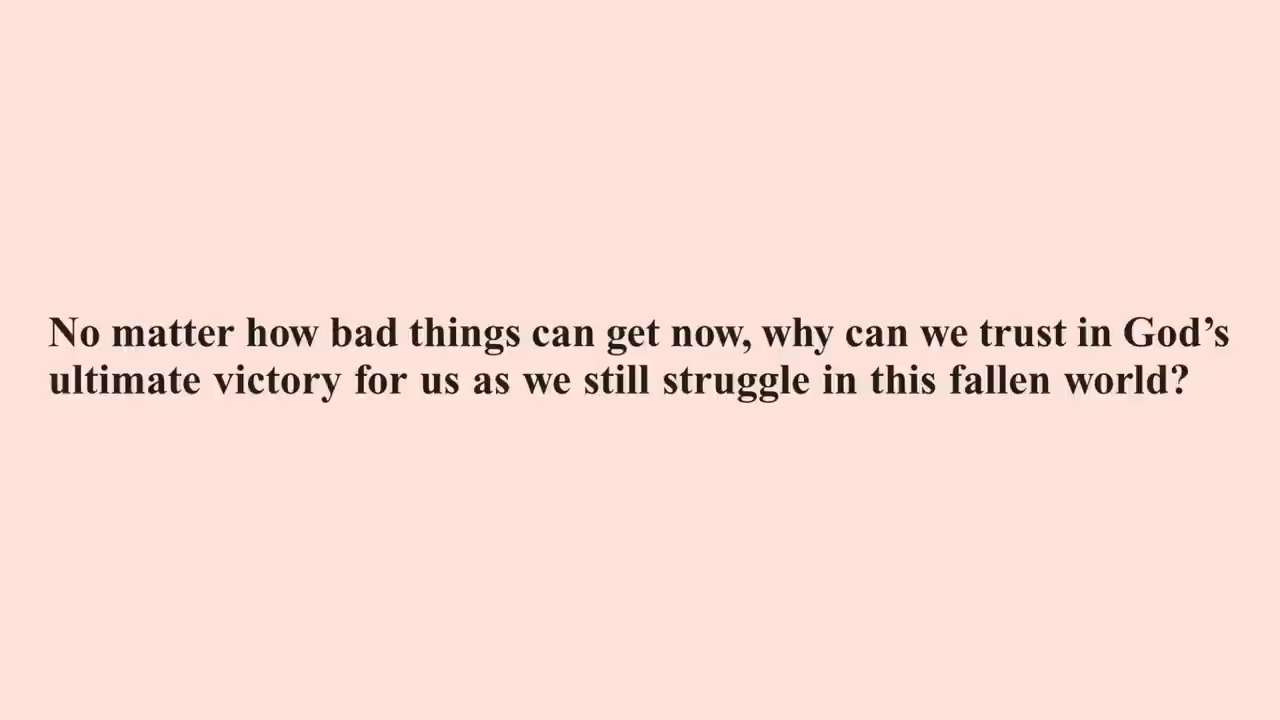 No matter how bad things can get now, why can we trust in God’s
ultimate victory for us as we still struggle in this fallen world?